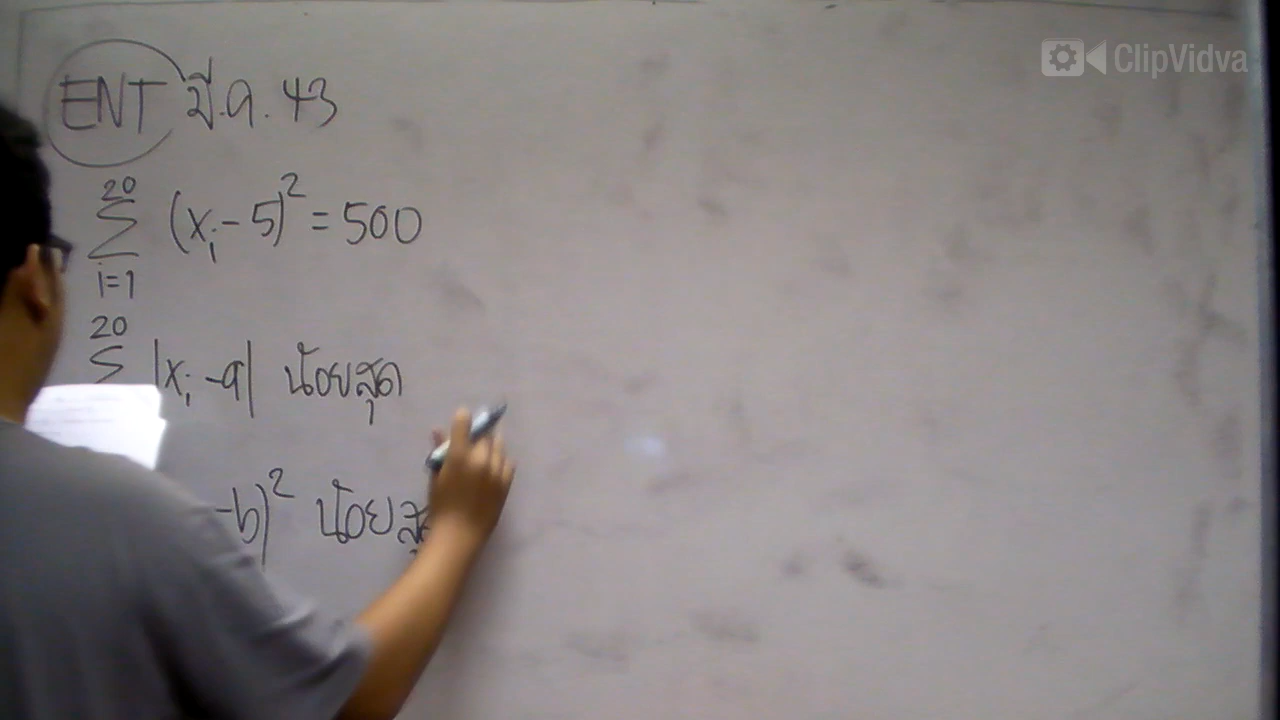 ClipVidva
ENT มี.ค. 43
20
∑ (xᵢ - 5)² = 500
i=1
20
∑ |xᵢ - a| น้อยสุด
-b)² น้อยสุ